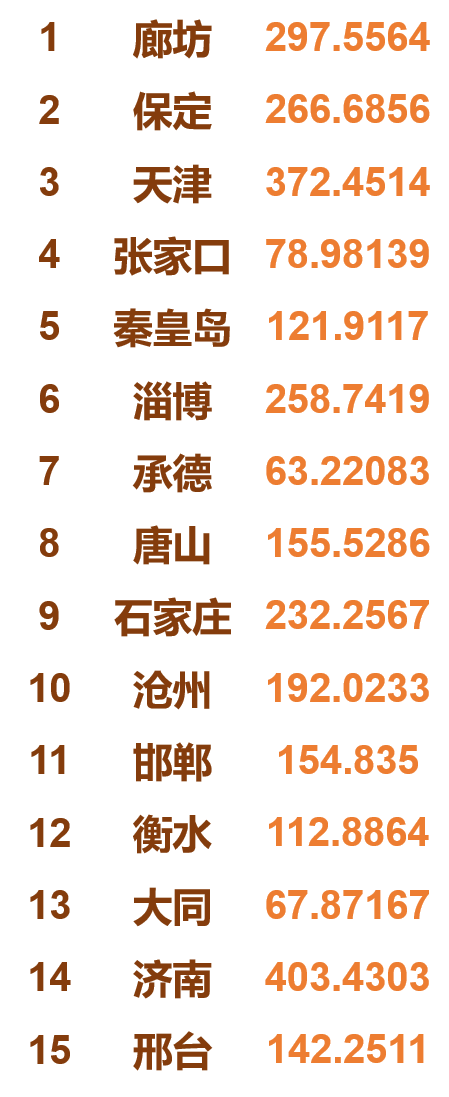 1 廊坊 297.5564
2 保定 266.6856
3 天津 372.4514
4 张家口 78.98139
5 秦皇岛 121.9117
6 淄博 258.7419
7 承德 63.22083
8 唐山 155.5286
9 石家庄 232.2567
10 沧州 192.0233
11 邯郸 154.835
12 衡水 112.8864
13 大同 67.87167
14 济南 403.4303
15 邢台 142.2511